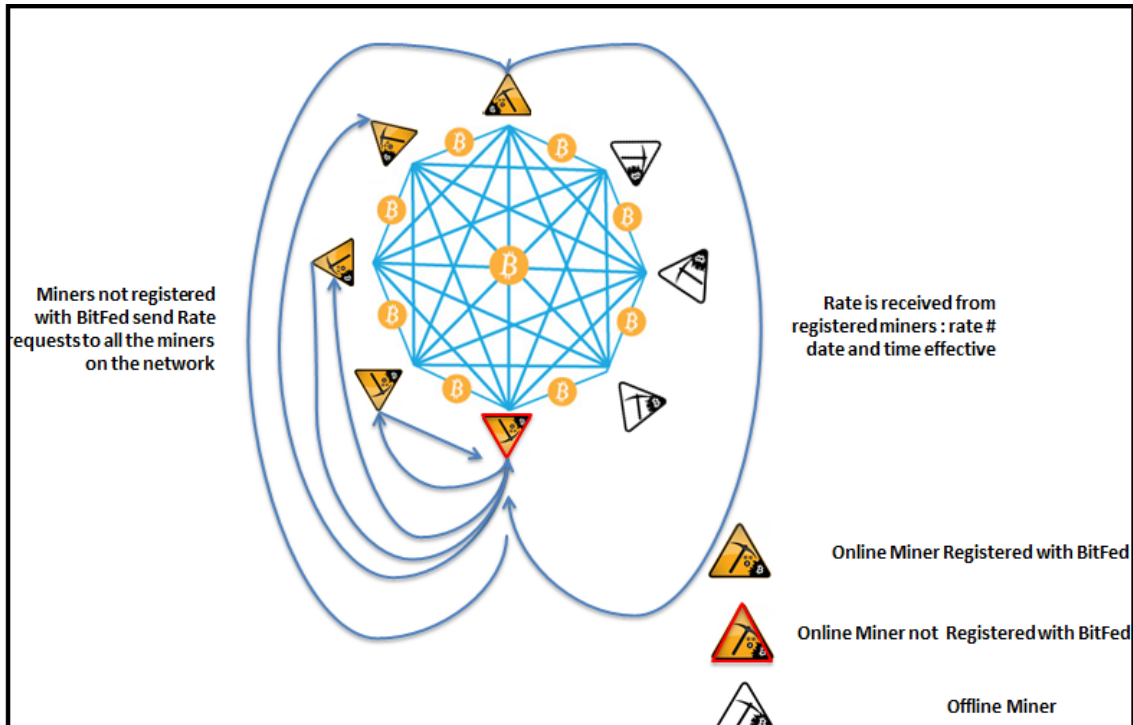 Miners not registered
with BitFed send Rate
requests to all the miners
on the network
Rate is received from
registered miners : rate #
date and time effective
Online Miner Registered with BitFed
Online Miner not Registered with BitFed
Offline Miner